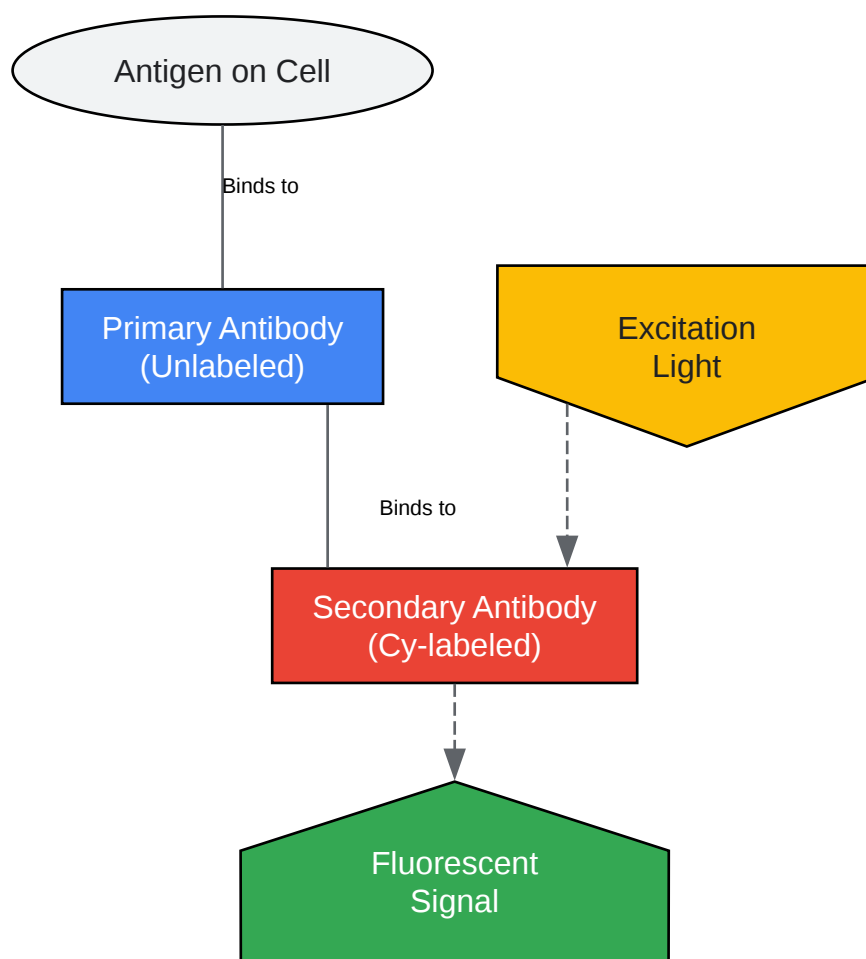 Antigen on Cell
Binds to
Primary Antibody
(Unlabeled)
Excitation
Light
Binds to
Secondary Antibody
(Cy-labeled)
Fluorescent
Signal